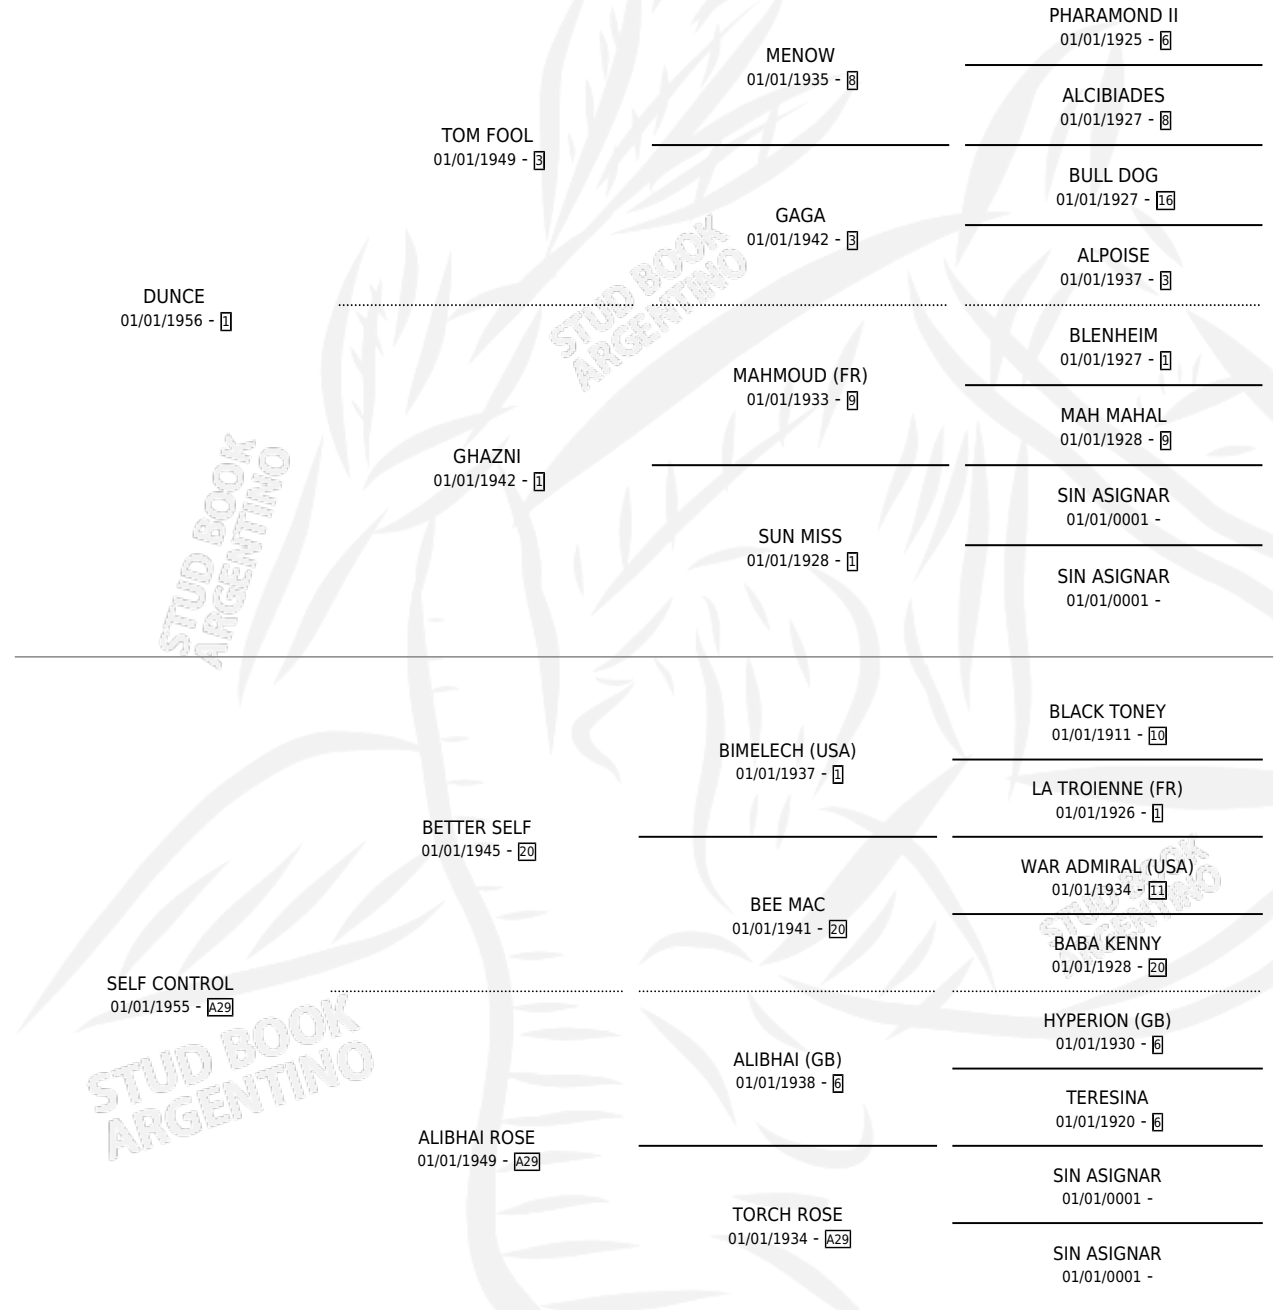 PHARAMOND II
01/01/1925 - 6
MENOW
01/01/1935 - 8
ALCIBIADES
01/01/1927 - 8
TOM FOOL
01/01/1949 - 3
BULL DOG
01/01/1927 - 16
GAGA
01/01/1942 - 3
ALPOISE
01/01/1937 - 3
DUNCE
01/01/1956 - 1
BLENHEIM
01/01/1927 - 1
MAHMOUD (FR)
01/01/1933 - 9
MAH MAHAL
01/01/1928 - 9
GHAZNI
01/01/1942 - 1
SIN ASIGNAR
01/01/0001 -
SUN MISS
01/01/1928 - 1
SIN ASIGNAR
01/01/0001 -
STUD BOOK
ARGENTINO
STUD BOOK
ARGENTINO
BLACK TONEY
01/01/1911 - 10
BIMELECH (USA)
01/01/1937 - 1
LA TROIENNE (FR)
01/01/1926 - 1
BETTER SELF
01/01/1945 - 20
WAR ADMIRAL (USA)
01/01/1934 - 11
BEE MAC
01/01/1941 - 20
BABA KENNY
01/01/1928 - 20
SELF CONTROL
01/01/1955 - A29
HYPERION (GB)
01/01/1930 - 6
ALIBHAI (GB)
01/01/1938 - 6
TERESINA
01/01/1920 - 6
ALIBHAI ROSE
01/01/1949 - A29
SIN ASIGNAR
01/01/0001 -
TORCH ROSE
01/01/1934 - A29
SIN ASIGNAR
01/01/0001 -
STUD BOOK
ARGENTINO
STUD BOOK
ARGENTINO